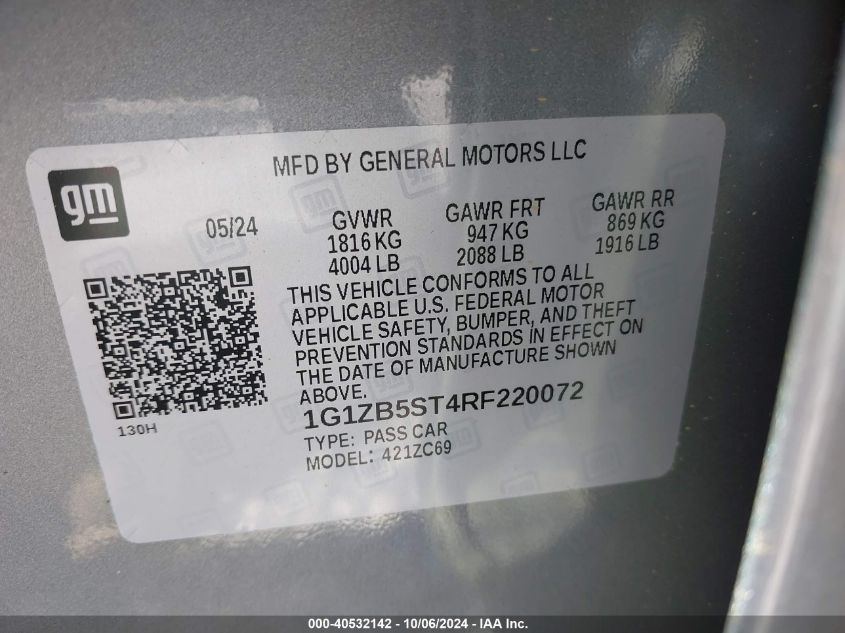 MFD BY GENERAL MOTORS LLC
gm
05/24
GVWR
1816 KG
4004 LB
GAWR FRT
947 KG
2088 LB
GAWR RR
869 KG
1916 LB
THIS VEHICLE CONFORMS TO ALL
APPLICABLE U.S. FEDERAL MOTOR
VEHICLE SAFETY, BUMPER, AND THEFT
PREVENTION STANDARDS IN EFFECT ON
THE DATE OF MANUFACTURE SHOWN
ABOVE.
130H
1G1ZB5ST4RF220072
TYPE: PASS CAR
MODEL: 421ZC69
000-40532142 - 10/06/2024 - IAA Inc.